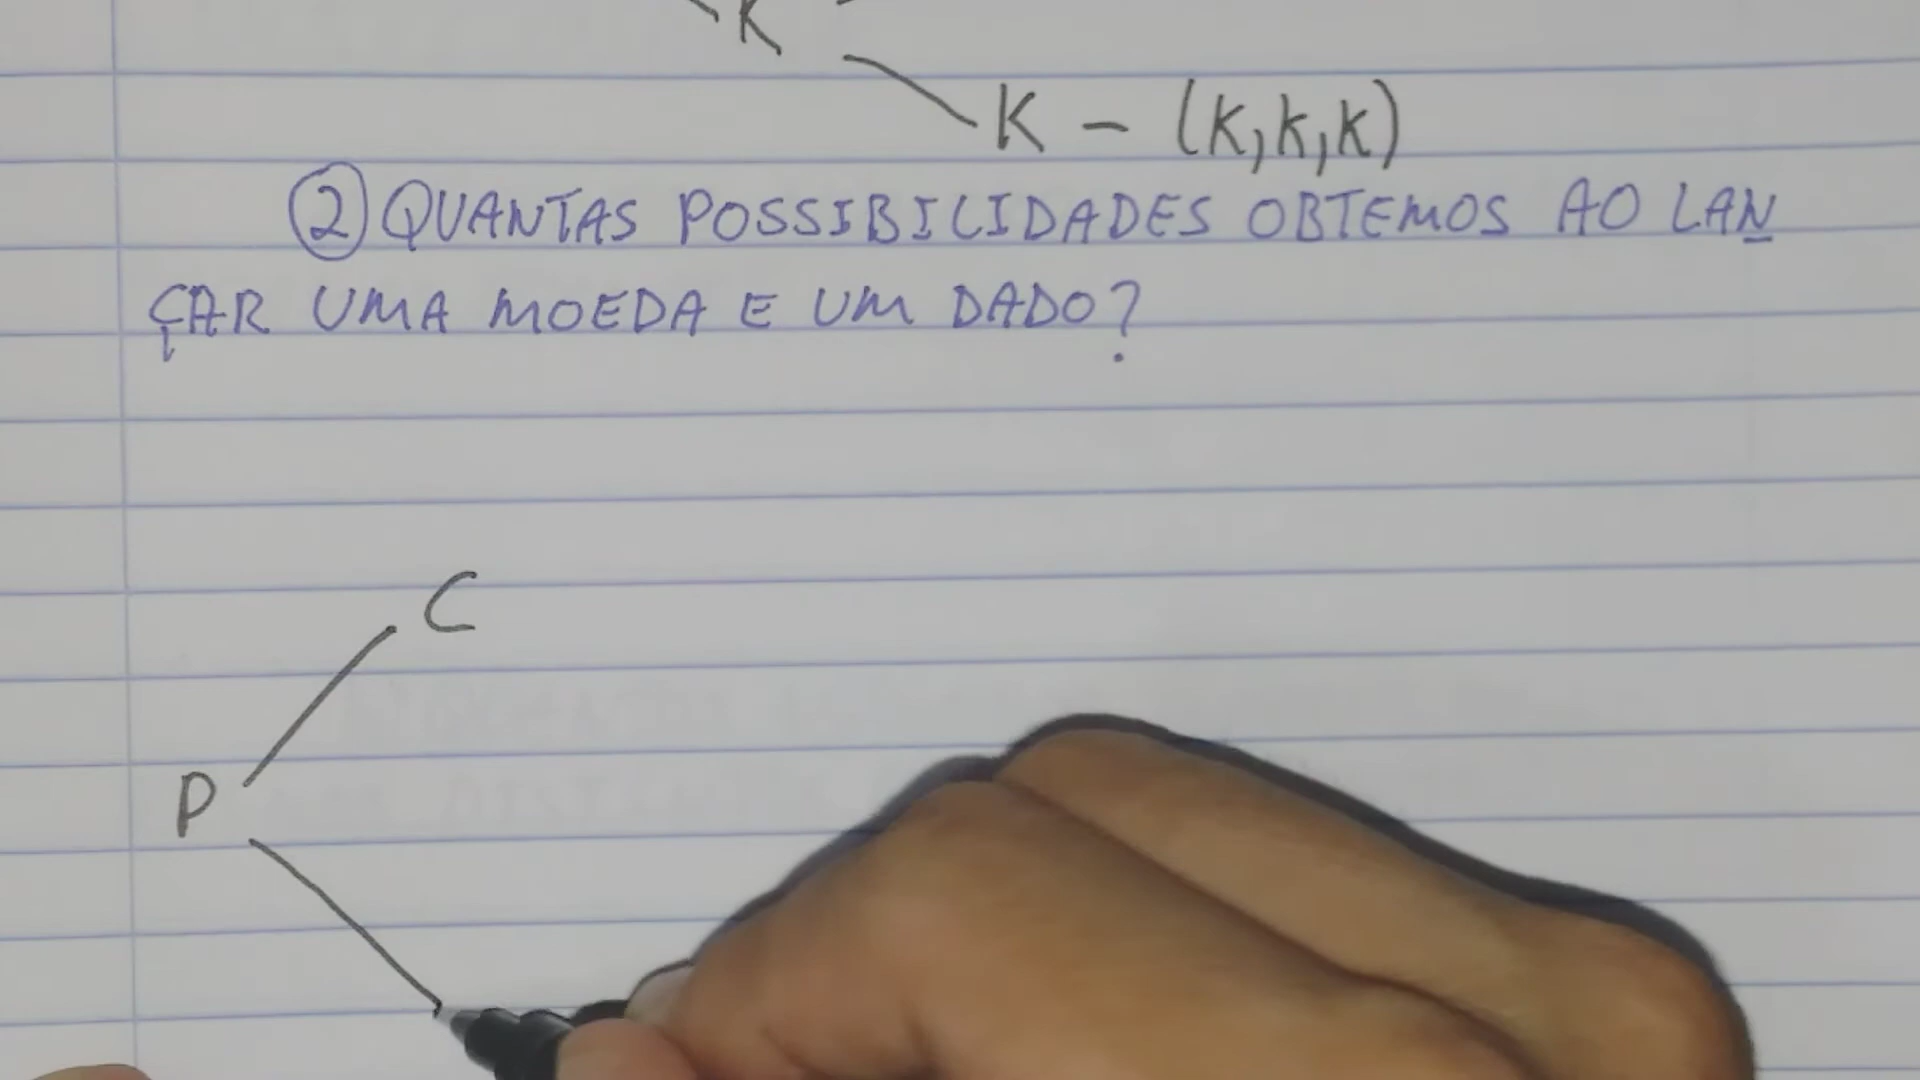 K
K - (K,K,K)
2 QUANTAS POSSIBILIDADES OBTEMOS AO LAN
ÇAR UMA MOEDA E UM DADO?
C
P